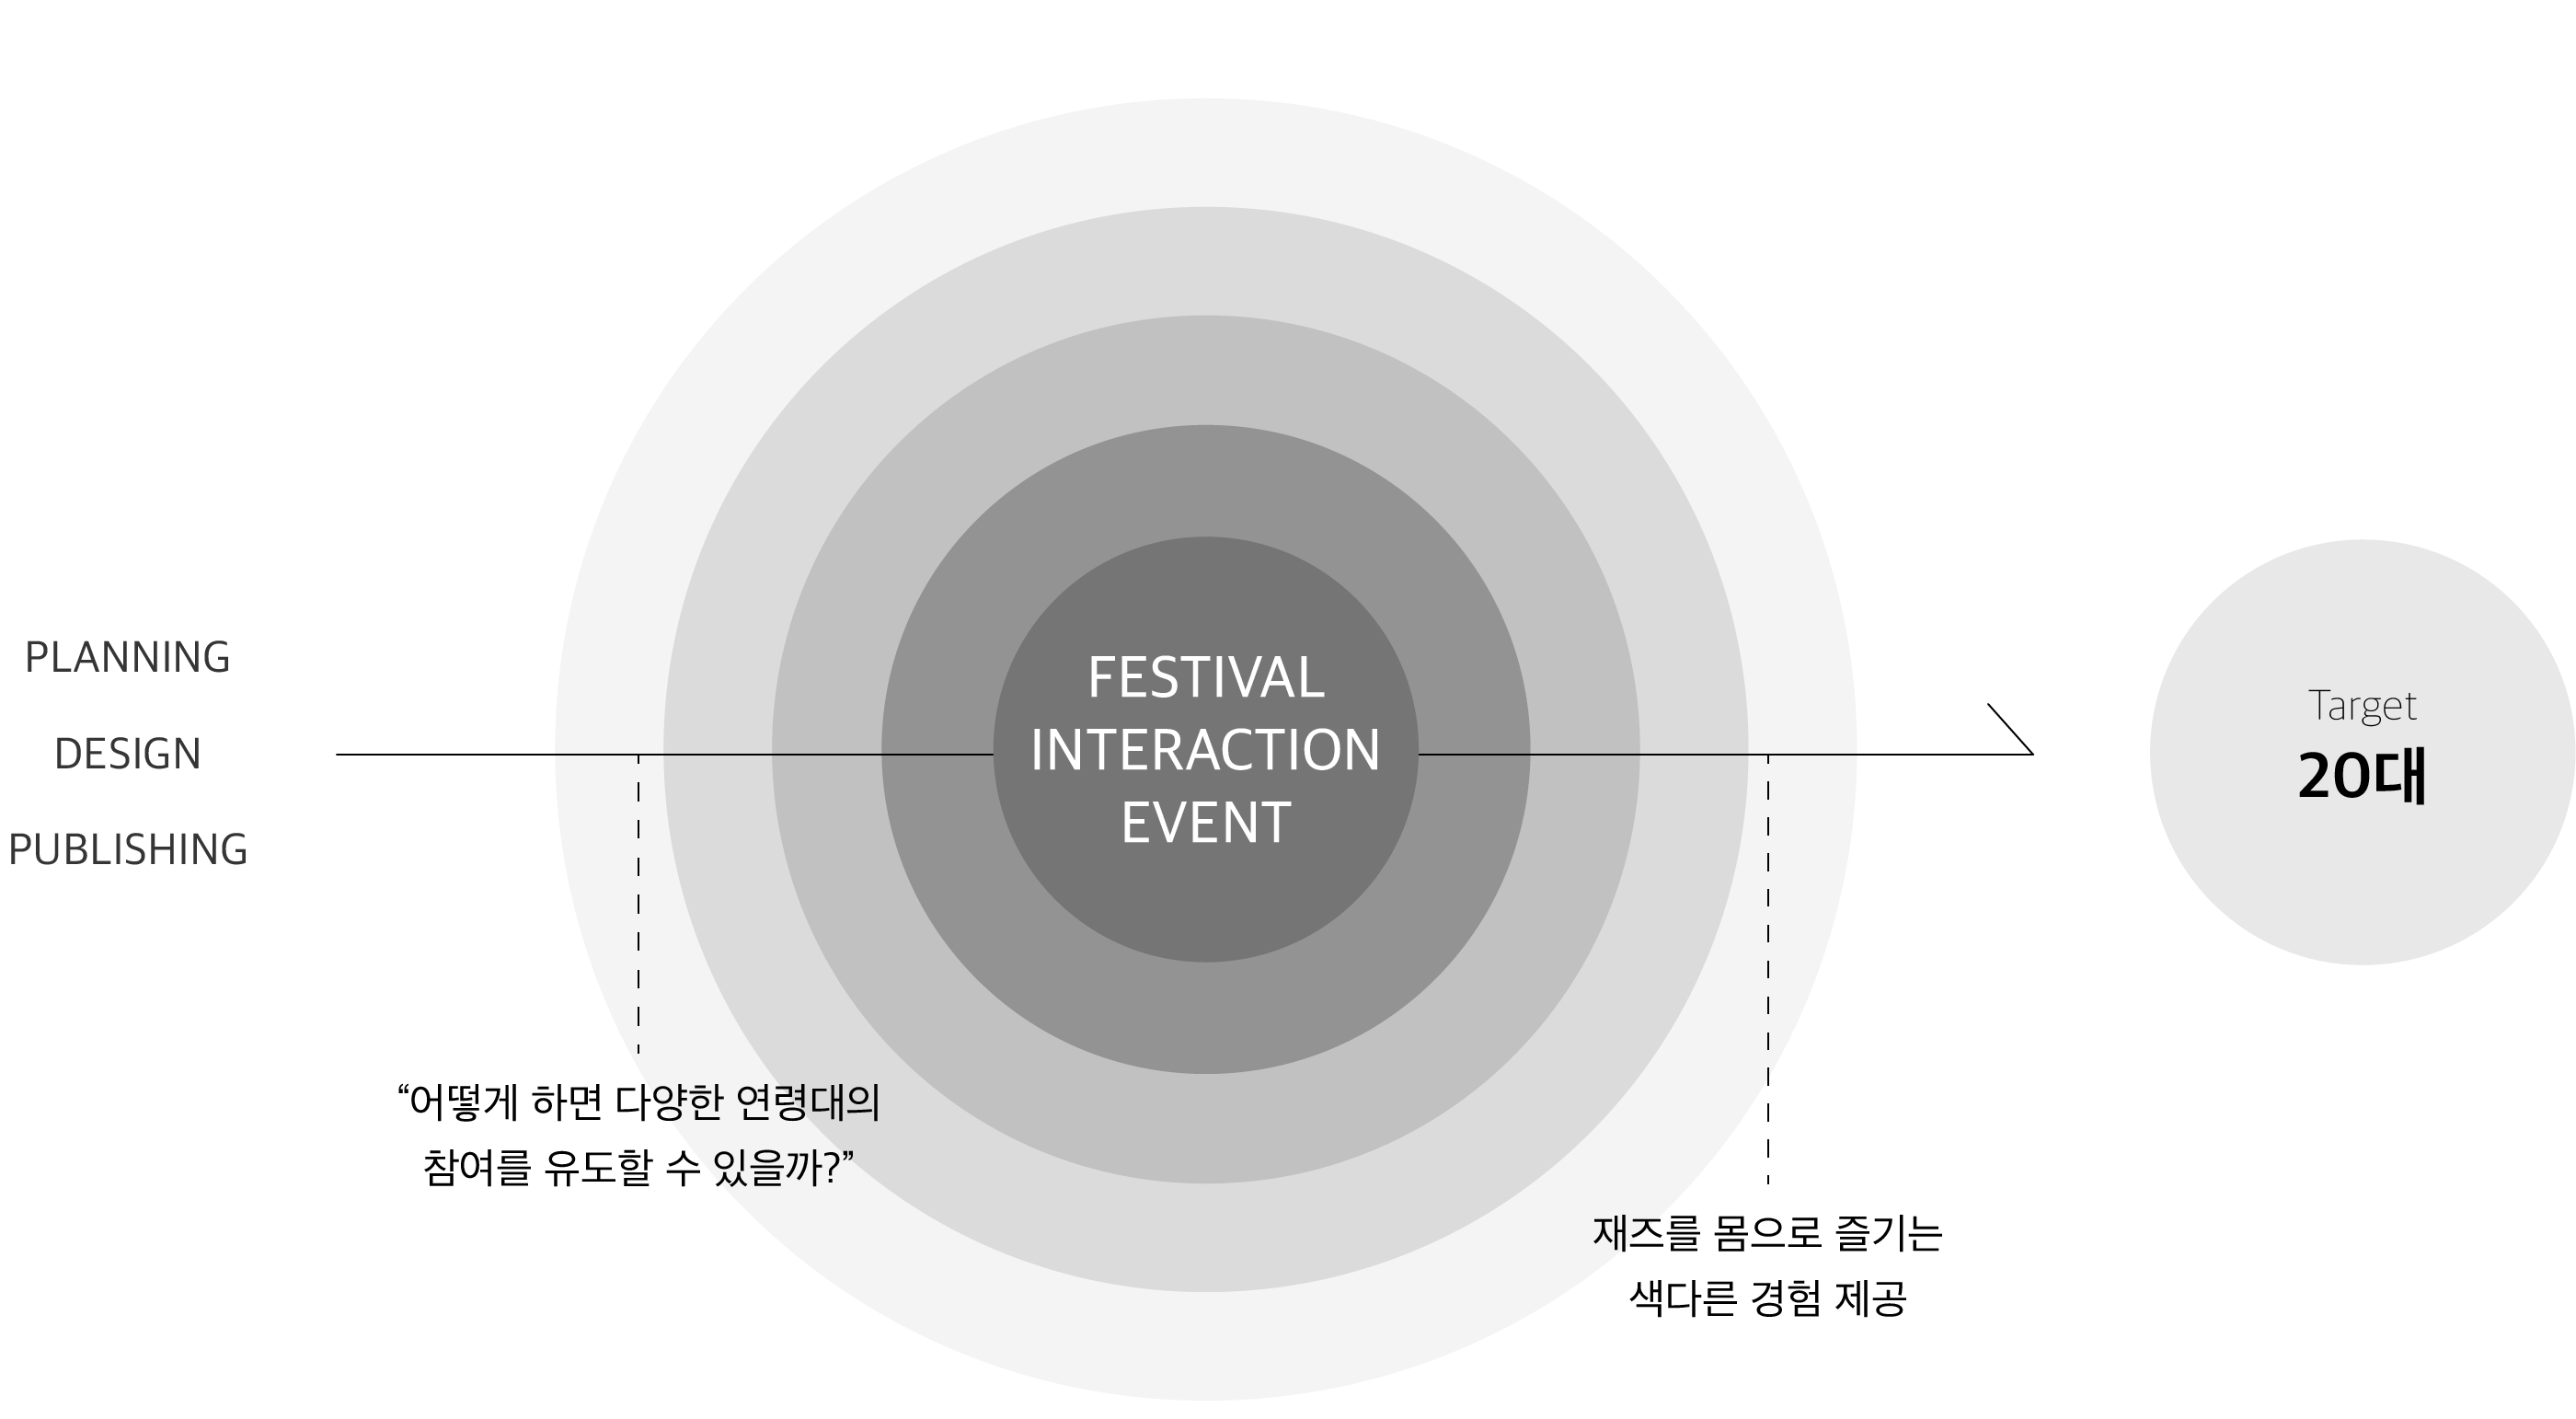 PLANNING
DESIGN
PUBLISHING
FESTIVAL
INTERACTION
EVENT
“어떻게 하면 다양한 연령대의
참여를 유도할 수 있을까?”
재즈를 몸으로 즐기는
색다른 경험 제공
Target
20대